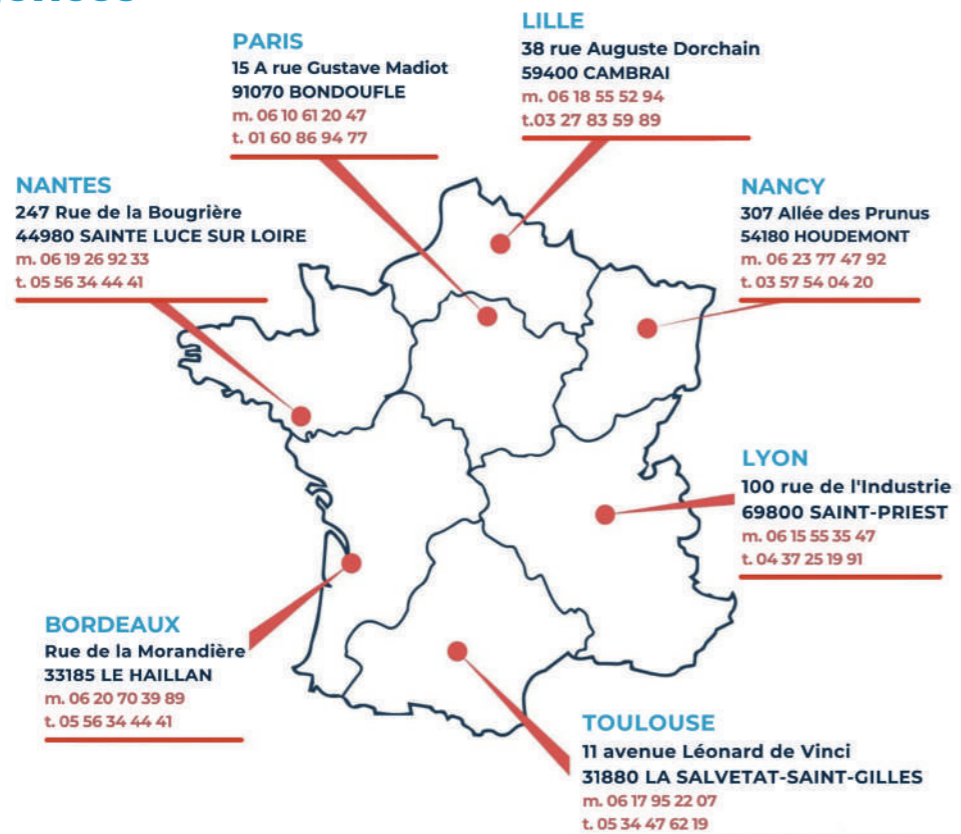 PARIS
15 A rue Gustave Madiot
91070 BONDOUFLE
m. 06 10 61 20 47
t. 01 60 86 94 77
LILLE
38 rue Auguste Dorchain
59400 CAMBRAI
m. 06 18 55 52 94
t.03 27 83 59 89
NANTES
247 Rue de la Bougrière
44980 SAINTE LUCE SUR LOIRE
m. 06 19 26 92 33
t. 05 56 34 44 41
NANCY
307 Allée des Prunus
54180 HOUDEMONT
m. 06 23 77 47 92
t. 03 57 54 04 20
LYON
100 rue de l'Industrie
69800 SAINT-PRIEST
m. 06 15 55 35 47
t. 04 37 25 19 91
BORDEAUX
Rue de la Morandière
33185 LE HAILLAN
m. 06 20 70 39 89
t. 05 56 34 44 41
TOULOUSE
11 avenue Léonard de Vinci
31880 LA SALVETAT-SAINT-GILLES
m. 06 17 95 22 07
t. 05 34 47 62 19